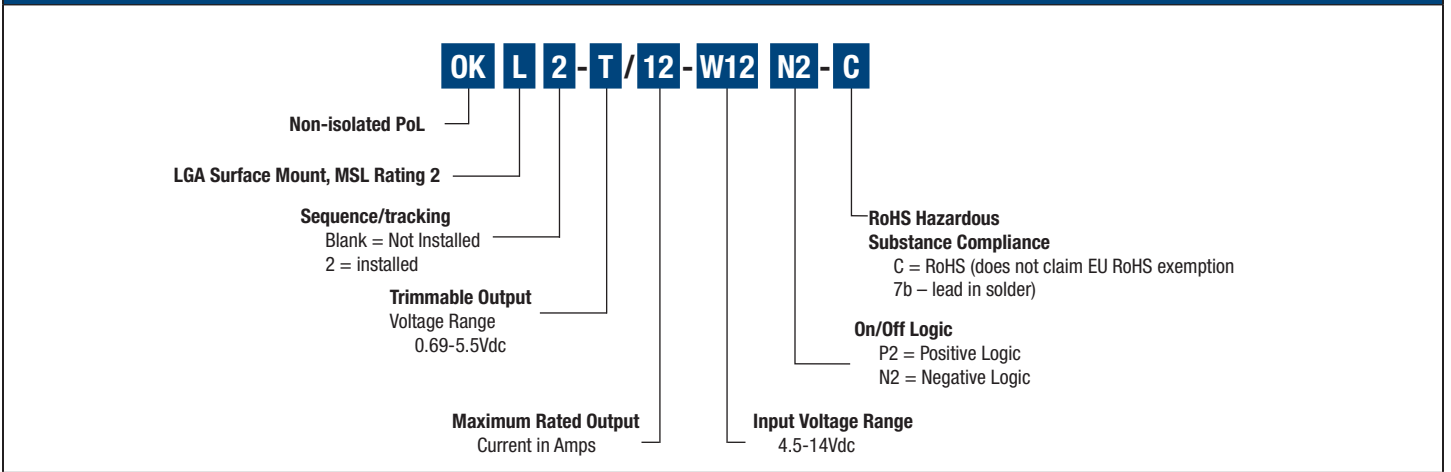 OK L 2 - T / 12 - W12 N2 - C
Non-isolated PoL
LGA Surface Mount, MSL Rating 2
Sequence/tracking
Blank = Not Installed
2 = installed
Trimmable Output
Voltage Range
0.69-5.5Vdc
Maximum Rated Output
Current in Amps
Input Voltage Range
4.5-14Vdc
On/Off Logic
P2 = Positive Logic
N2 = Negative Logic
RoHS Hazardous
Substance Compliance
C = RoHS (does not claim EU RoHS exemption
7b – lead in solder)